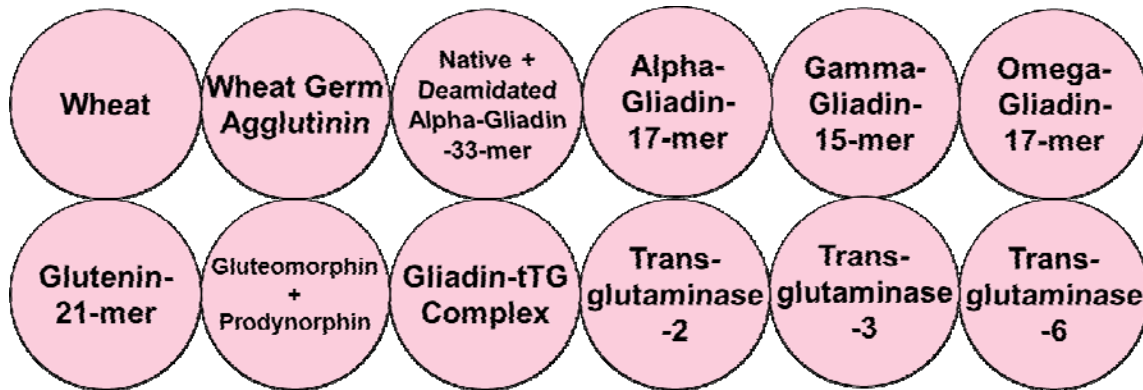 Wheat
Wheat Germ
Agglutinin
Native +
Deamidated
Alpha-Gliadin
-33-mer
Alpha-
Gliadin-
17-mer
Gamma-
Gliadin-
15-mer
Omega-
Gliadin-
17-mer
Glutenin-
21-mer
Gluteomorphin
+
Prodynorphin
Gliadin-tTG
Complex
Trans-
glutaminase
-2
Trans-
glutaminase
-3
Trans-
glutaminase
-6